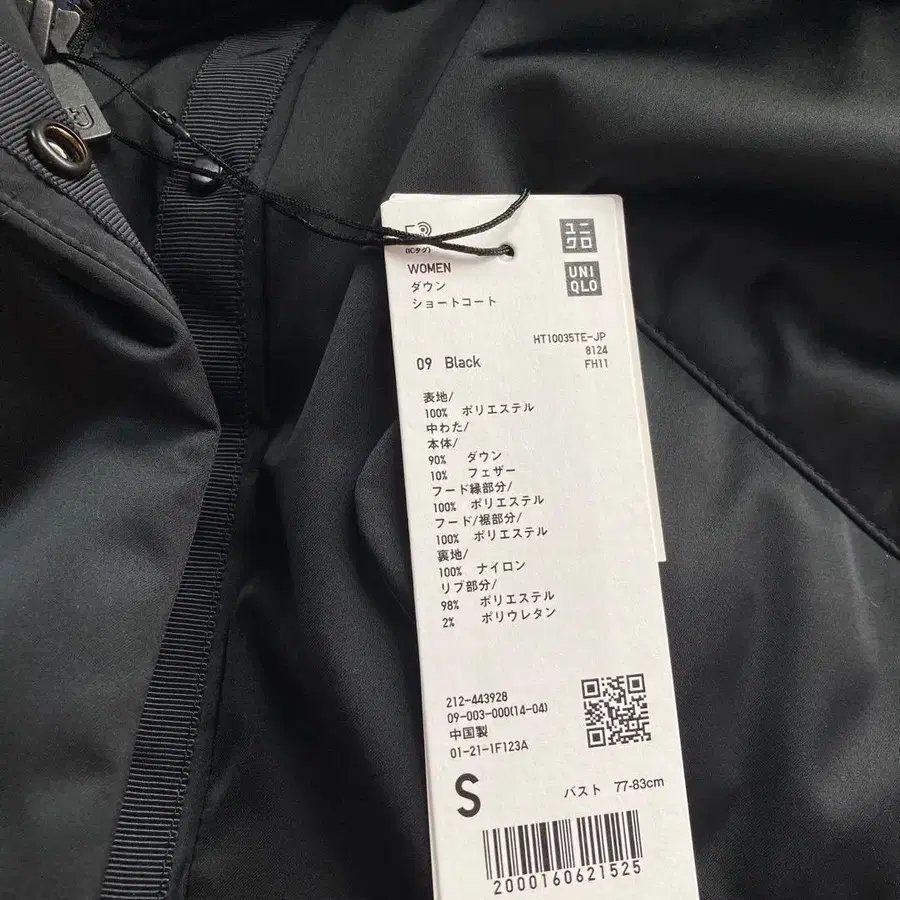 (ICタグ)
ユニ
クロ
UNI
QLO
WOMEN
ダウン
ショートコート
HT10035TE-JP
8124
FH11
09 Black
表地/
100% ポリエステル
中わた/
本体/
90% ダウン
10% フェザー
フード縁部分/
100% ポリエステル
フード/裾部分/
100% ポリエステル
裏地/
100% ナイロン
リブ部分/
98% ポリエステル
2% ポリウレタン
212-443928
09-003-000(14-04)
中国製
01-21-1F123A
S バスト 77-83cm
2000160621525